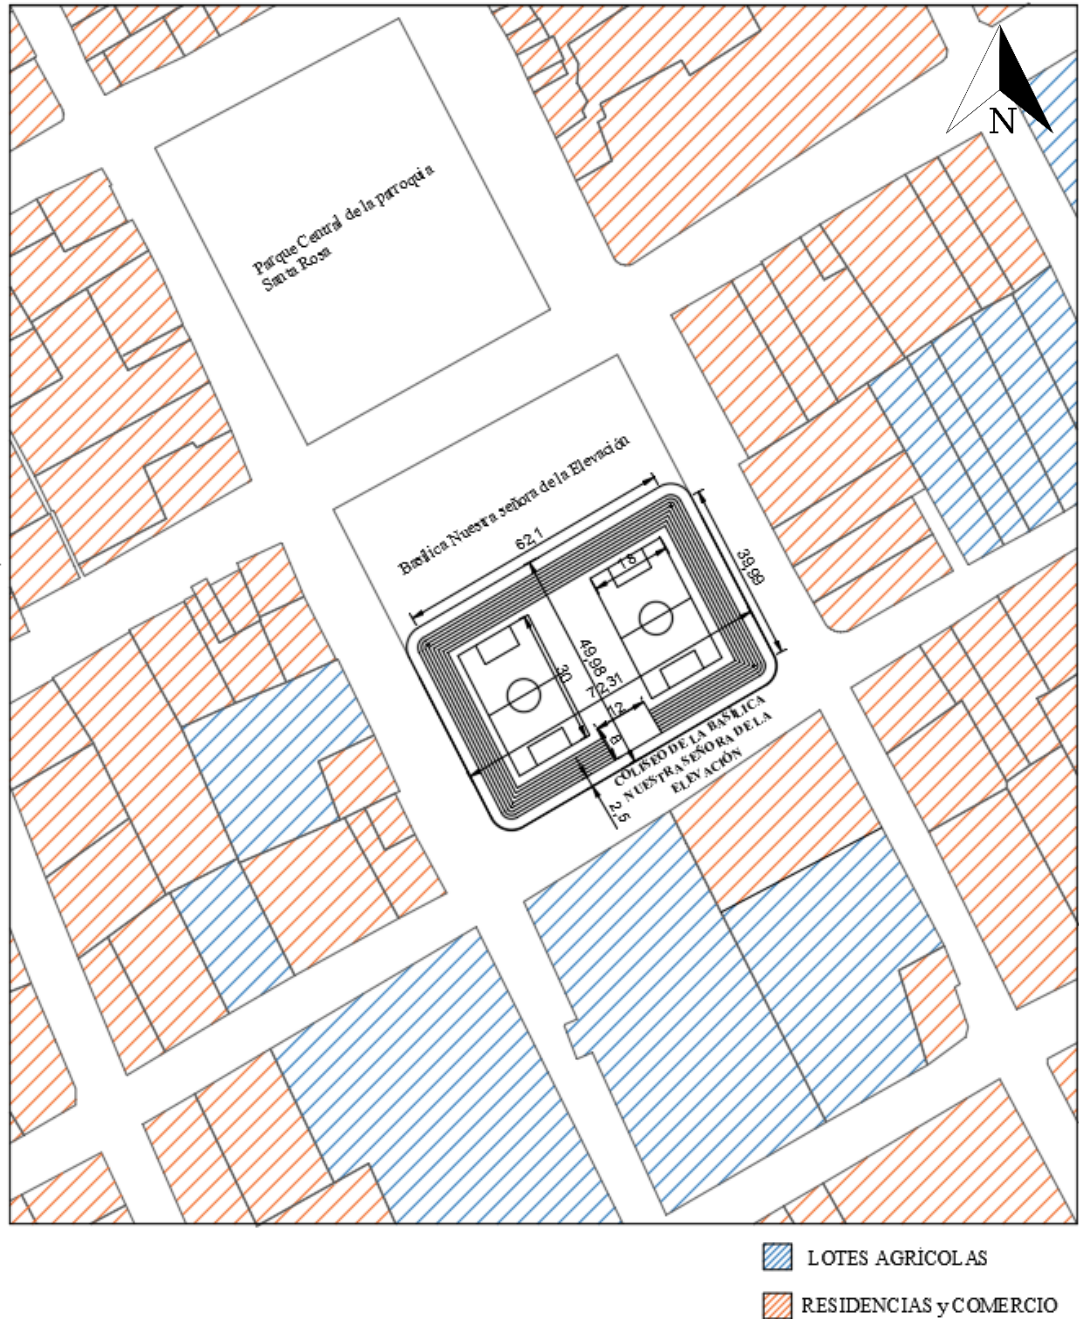 N
Parque Central de la parroquia
Santa Rosa
Basílica Nuestra señora de la Elevación
62,1
39,99
18
49,98
30
72,31
12
8
2,5
COLISEO DE LA BASÍLICA
NUESTRA SEÑORA DE LA
ELEVACIÓN
LOTES AGRÍCOLAS
RESIDENCIAS y COMERCIO